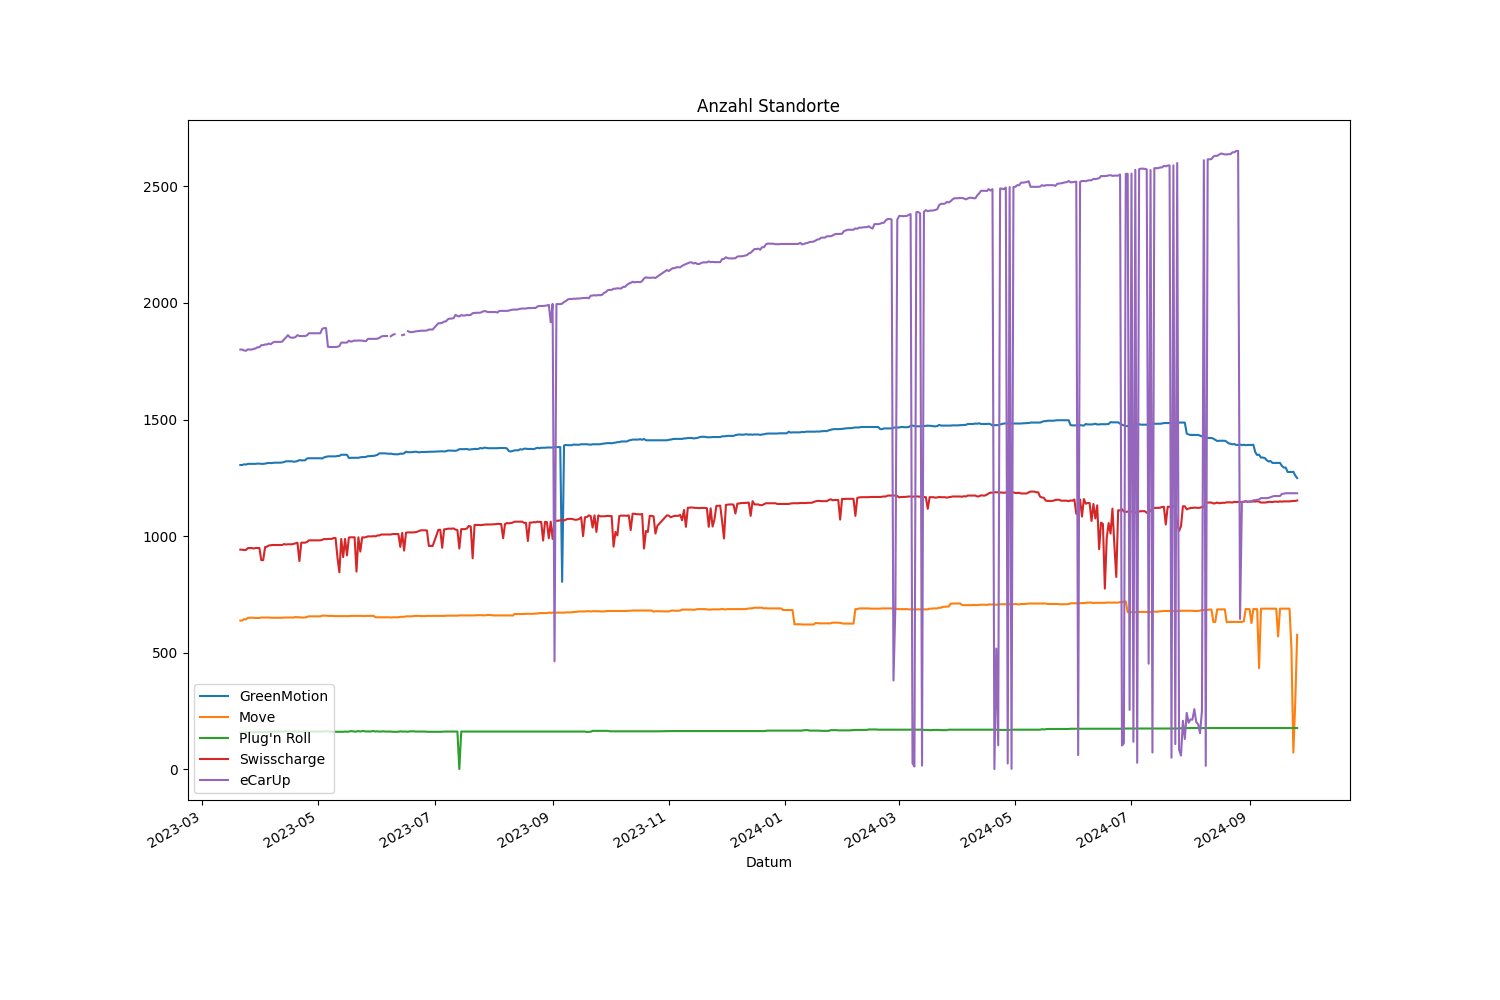 Anzahl Standorte
2500
2000
1500
1000
500
0
GreenMotion
Move
Plug'n Roll
Swisscharge
eCarUp
2023-03
2023-05
2023-07
2023-09
2023-11
2024-01
2024-03
2024-05
2024-07
2024-09
Datum